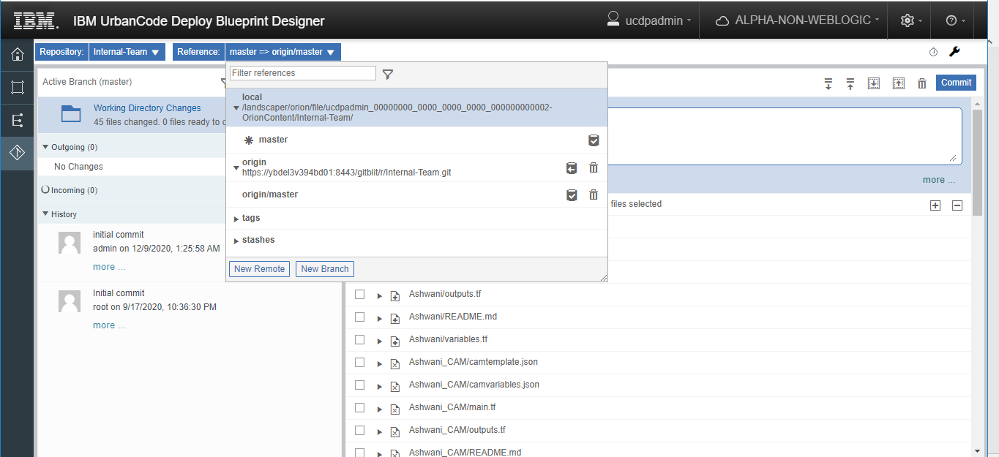 IBM. IBM UrbanCode Deploy Blueprint Designer
ucdpadmin
ALPHA-NON-WEBLOGIC
Repository: Internal-Team
Reference: master => origin/master
Active Branch (master)
Working Directory Changes
45 files changed. 0 files ready to
Outgoing (0)
No Changes
Incoming (0)
History
initial commit
admin on 12/9/2020, 1:25:58 AM
more ...
Initial commit
root on 9/17/2020, 10:36:30 PM
more ...
Filter references
local
/landscaper/orion/file/ucdpadmin_00000000_0000_0000_0000_000000000002-
OrionContent/Internal-Team/
master
origin
https://ybdel3v394bd01:8443/gitblit/r/Internal-Team.git
origin/master
tags
stashes
New Remote
New Branch
Commit
more ...
files selected
Ashwani/outputs.tf
Ashwani/README.md
Ashwani/variables.tf
Ashwani_CAM/camtemplate.json
Ashwani_CAM/camvariables.json
Ashwani_CAM/main.tf
Ashwani_CAM/outputs.tf
Ashwani_CAM/README.md